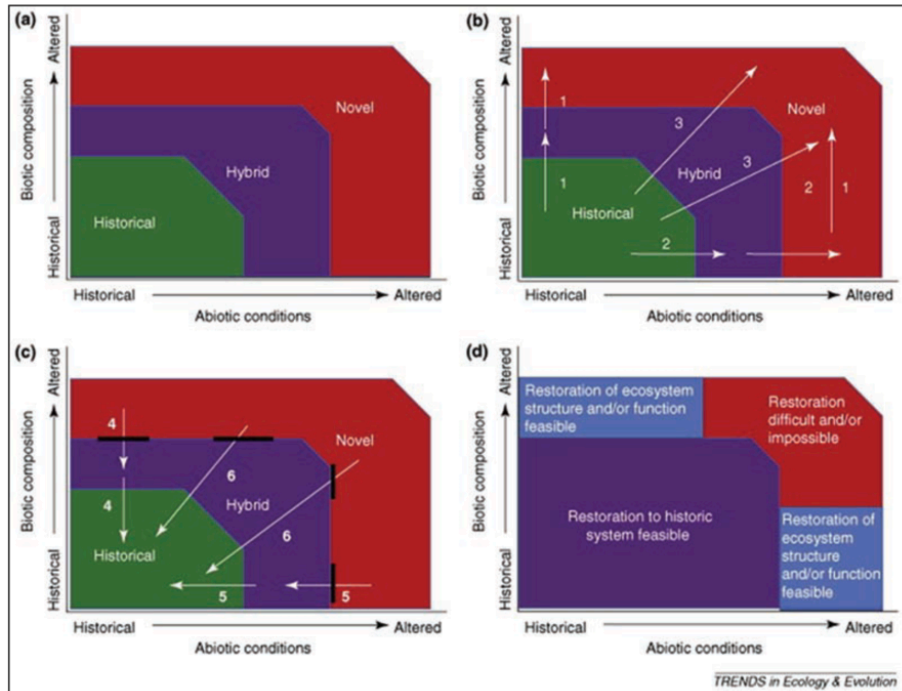 (a)
Altered
Biotic composition
Historical
Novel
Hybrid
Historical
Historical
Altered
Abiotic conditions
(b)
Altered
Biotic composition
Historical
1
1
3
Novel
Hybrid
3
Historical
2
2
1
Historical
Altered
Abiotic conditions
(c)
Altered
Biotic composition
Historical
4
4
6
Novel
Hybrid
6
Historical
5
5
Historical
Altered
Abiotic conditions
(d)
Altered
Biotic composition
Historical
Restoration of ecosystem
structure and/or function
feasible
Restoration
difficult and/or
impossible
Restoration to historic
system feasible
Restoration of
ecosystem
structure
and/or function
feasible
Historical
Altered
Abiotic conditions
TRENDS in Ecology & Evolution